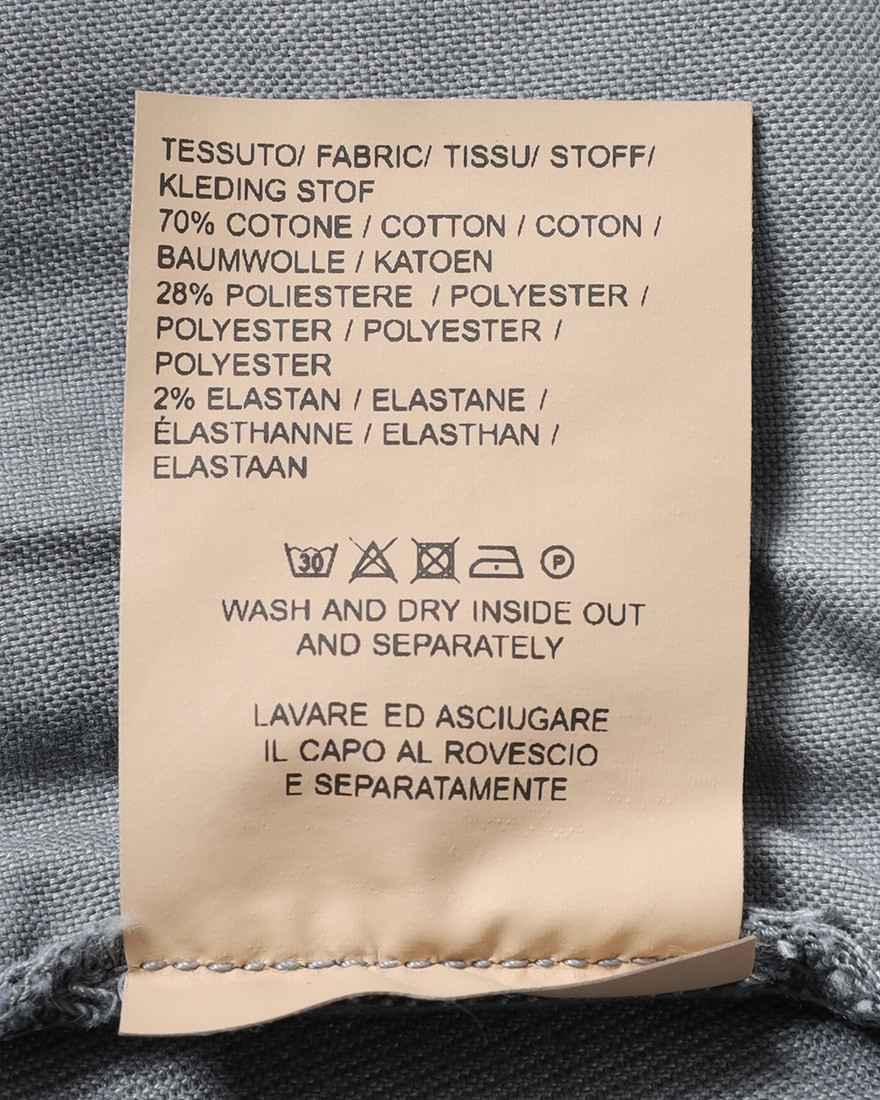 TESSUTO/ FABRIC/ TISSU/ STOFF/
KLEDING STOF
70% COTONE / COTTON / COTON /
BAUMWOLLE / KATOEN
28% POLIESTERE / POLYESTER /
POLYESTER / POLYESTER /
POLYESTER
2% ELASTAN / ELASTANE /
ÉLASTHANNE / ELASTHAN /
ELASTAAN
30 P
WASH AND DRY INSIDE OUT
AND SEPARATELY
LAVARE ED ASCIUGARE
IL CAPO AL ROVESCIO
E SEPARATAMENTE